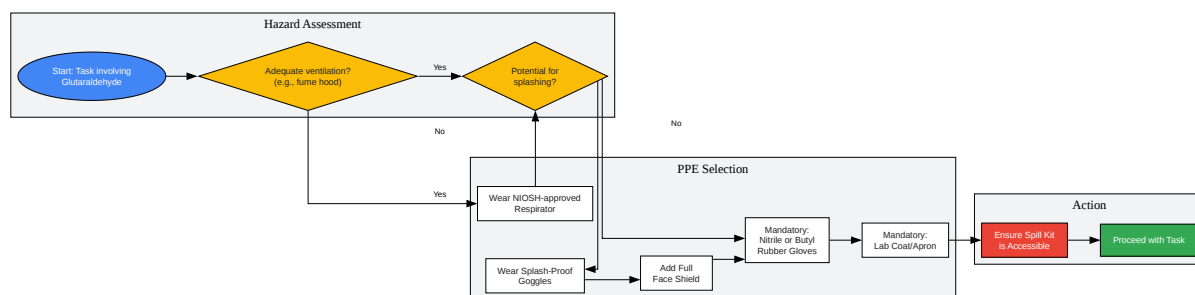 Hazard Assessment
Start: Task involving
Glutaraldehyde
Adequate ventilation?
(e.g., fume hood)
Yes
Potential for
splashing?
No
No
PPE Selection
Yes
Wear NIOSH-approved
Respirator
Mandatory:
Nitrile or Butyl
Rubber Gloves
Mandatory:
Lab Coat/Apron
Wear Splash-Proof
Goggles
Add Full
Face Shield
Action
Ensure Spill Kit
is Accessible
Proceed with Task